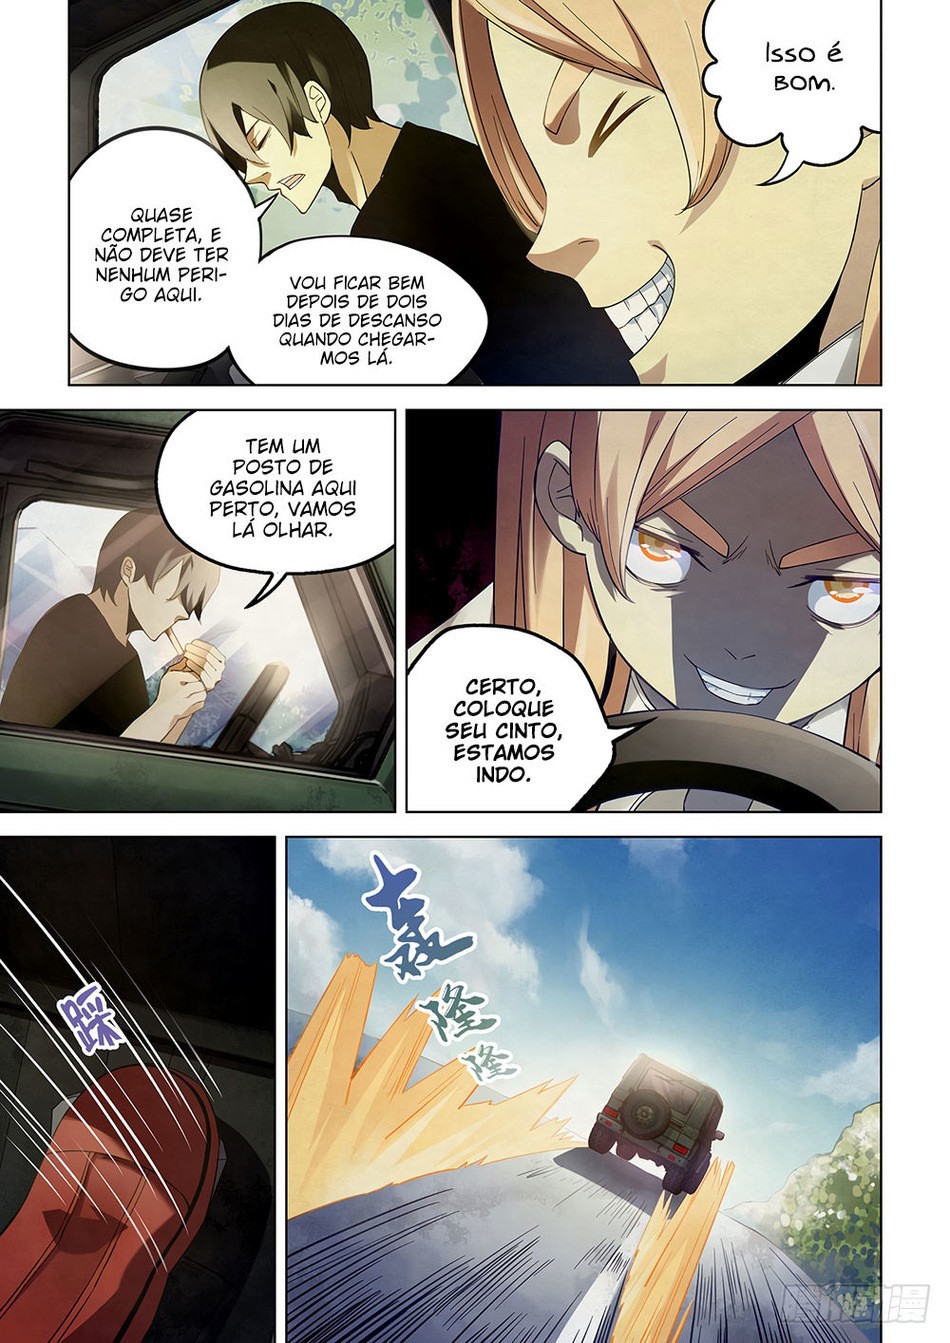 Isso é
bom.
QUASE
COMPLETA, E
NÃO DEVE TER
NENHUM PERI-
GO AQUI.
VOU FICAR BEM
DEPOIS DE DOIS
DIAS DE DESCANSO
QUANDO CHEGAR-
MOS LÁ.
TEM UM
POSTO DE
GASOLINA AQUI
PERTO, VAMOS
LÁ OLHAR.
CERTO,
COLOQUE
SEU CINTO,
ESTAMOS
INDO.
踩
轰
隆
隆